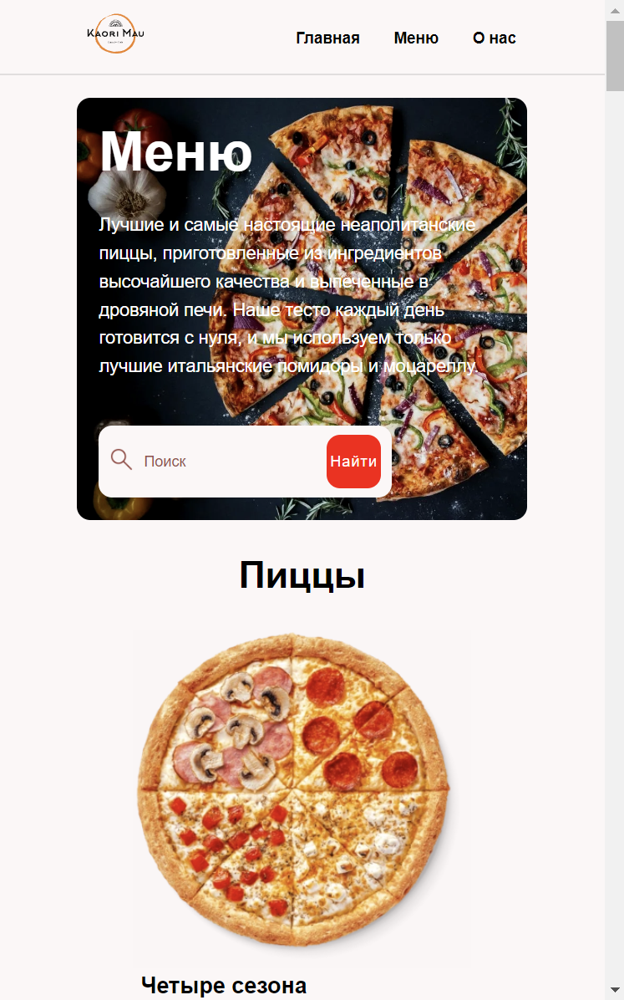 KAORI MAU
Главная Меню О нас
Меню
Лучшие и самые настоящие неаполитанские
пиццы, приготовленные из ингредиентов
высочайшего качества и выпеченные в
дровяной печи. Наше тесто каждый день
готовится с нуля, и мы используем только
лучшие итальянские помидоры и моцареллу.
Поиск Найти
Пиццы
Четыре сезона